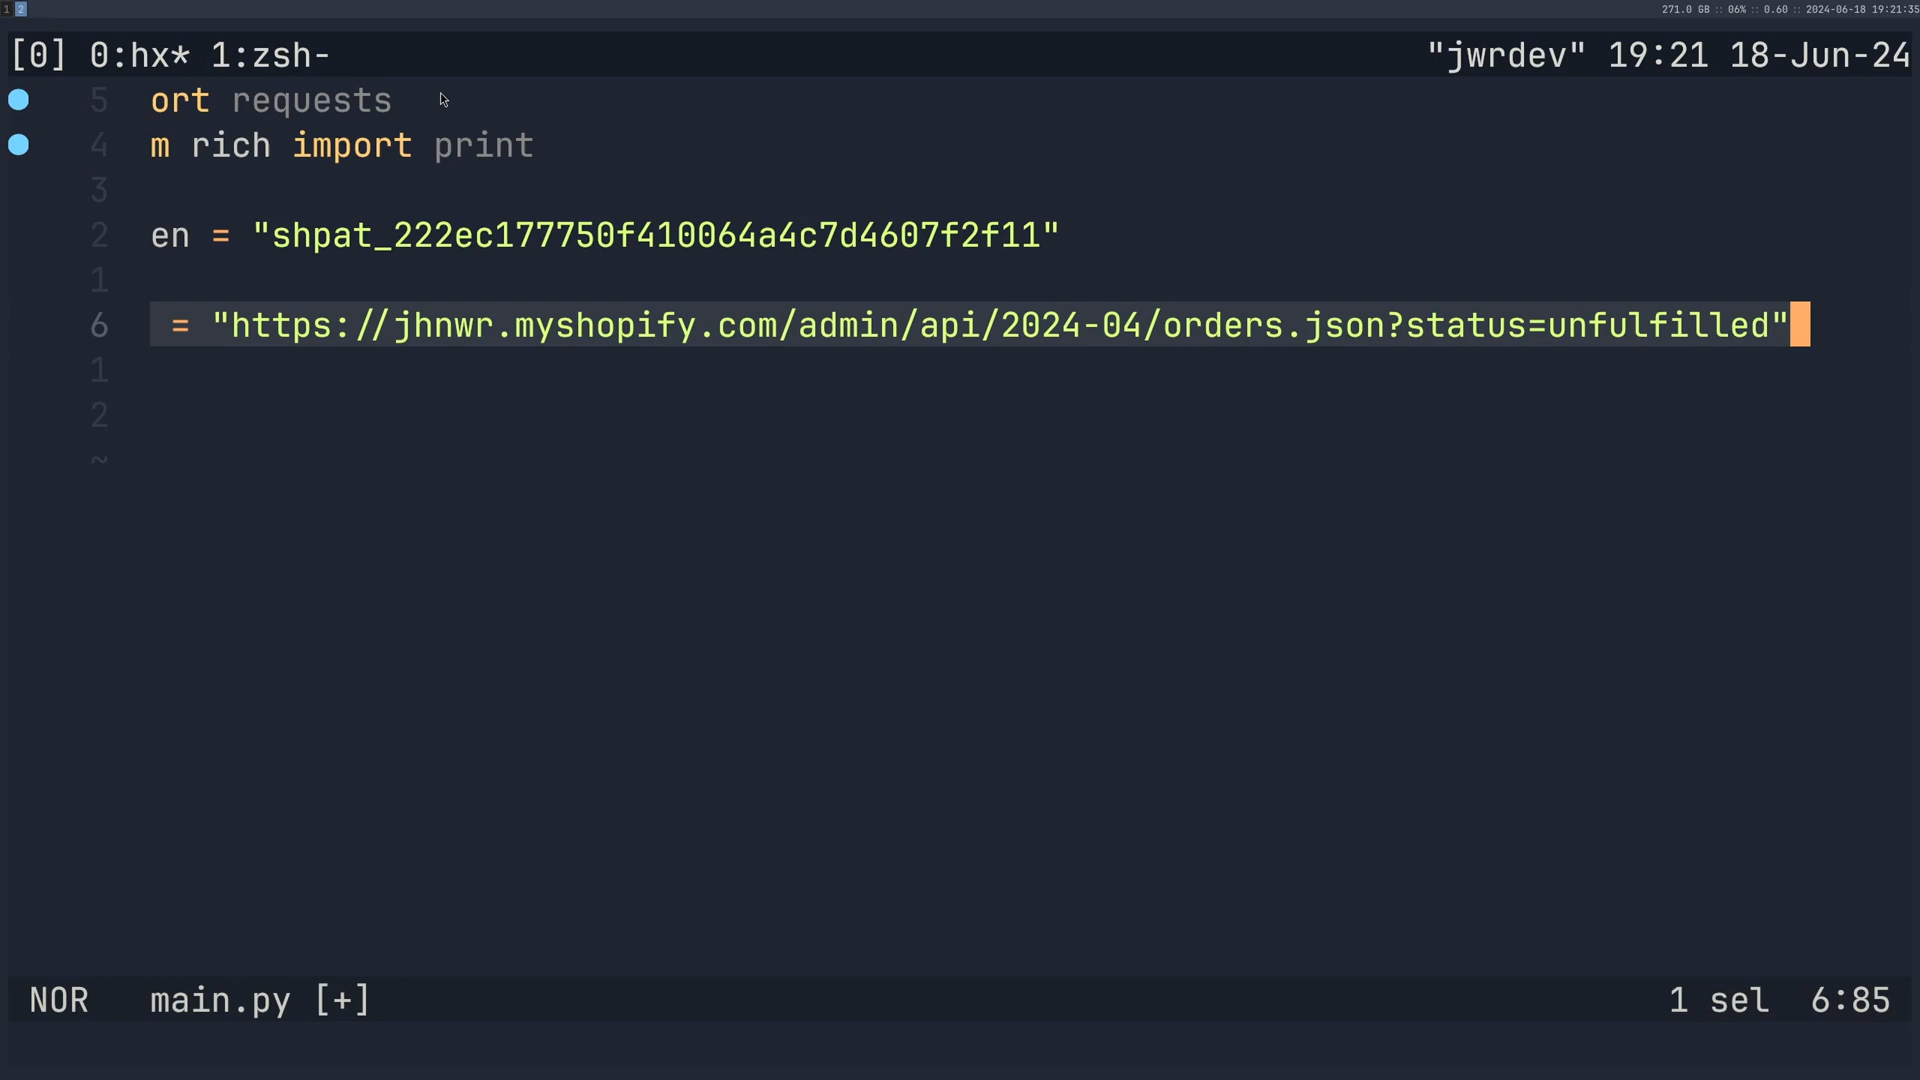 1 2 271.0 GB :: 06% :: 0.60 :: 2024-06-18 19:21:35
[0] 0:hx* 1:zsh- "jwrdev" 19:21 18-Jun-24
5 ort requests
4 m rich import print
3
2 en = "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"
1
6 = "https://jhnwr.myshopify.com/admin/api/2024-04/orders.json?status=unfulfilled"
1
2
~
NOR main.py [+] 1 sel 6:85